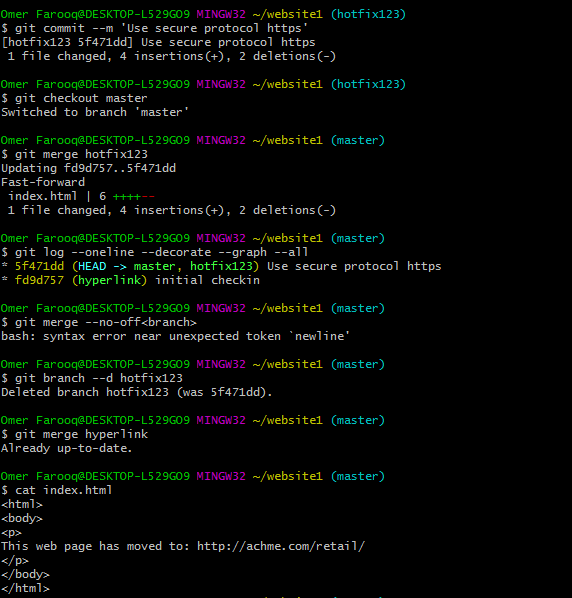 Omer Farooq@DESKTOP-L529GO9 MINGW32 ~/website1 (hotfix123)
$ git commit --m 'Use secure protocol https'
[hotfix123 5f471dd] Use secure protocol https
 1 file changed, 4 insertions(+), 2 deletions(-)

Omer Farooq@DESKTOP-L529GO9 MINGW32 ~/website1 (hotfix123)
$ git checkout master
Switched to branch 'master'

Omer Farooq@DESKTOP-L529GO9 MINGW32 ~/website1 (master)
$ git merge hotfix123
Updating fd9d757..5f471dd
Fast-forward
 index.html | 6 ++++--
 1 file changed, 4 insertions(+), 2 deletions(-)

Omer Farooq@DESKTOP-L529GO9 MINGW32 ~/website1 (master)
$ git log --oneline --decorate --graph --all
* 5f471dd (HEAD -> master, hotfix123) Use secure protocol https
* fd9d757 (hyperlink) initial checkin

Omer Farooq@DESKTOP-L529GO9 MINGW32 ~/website1 (master)
$ git merge --no-off<branch>
bash: syntax error near unexpected token `newline'

Omer Farooq@DESKTOP-L529GO9 MINGW32 ~/website1 (master)
$ git branch --d hotfix123
Deleted branch hotfix123 (was 5f471dd).

Omer Farooq@DESKTOP-L529GO9 MINGW32 ~/website1 (master)
$ git merge hyperlink
Already up-to-date.

Omer Farooq@DESKTOP-L529GO9 MINGW32 ~/website1 (master)
$ cat index.html
<html>
<body>
<p>
This web page has moved to: http://achme.com/retail/
</p>
</body>
</html>